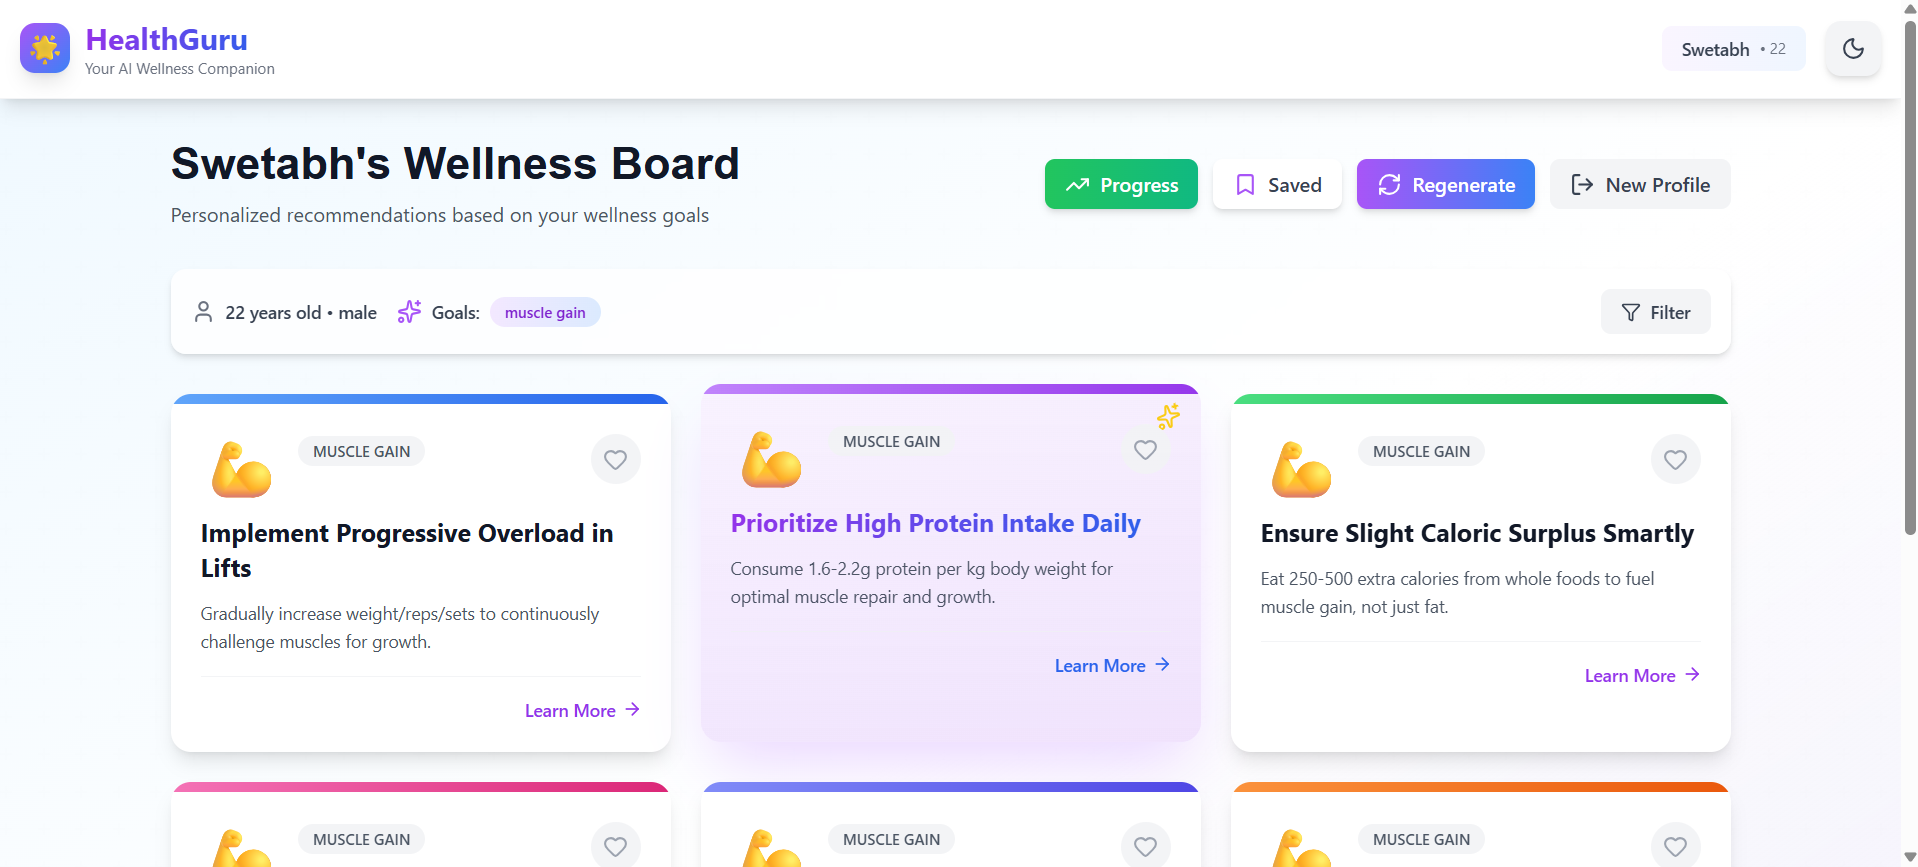 HealthGuru
Your AI Wellness Companion
Swetabh • 22
Swetabh's Wellness Board
Personalized recommendations based on your wellness goals
Progress
Saved
Regenerate
New Profile
22 years old • male
Goals:
muscle gain
Filter
MUSCLE GAIN
Implement Progressive Overload in
Lifts
Gradually increase weight/reps/sets to continuously
challenge muscles for growth.
Learn More
MUSCLE GAIN
Prioritize High Protein Intake Daily
Consume 1.6-2.2g protein per kg body weight for
optimal muscle repair and growth.
Learn More
MUSCLE GAIN
Ensure Slight Caloric Surplus Smartly
Eat 250-500 extra calories from whole foods to fuel
muscle gain, not just fat.
Learn More
MUSCLE GAIN
MUSCLE GAIN
MUSCLE GAIN